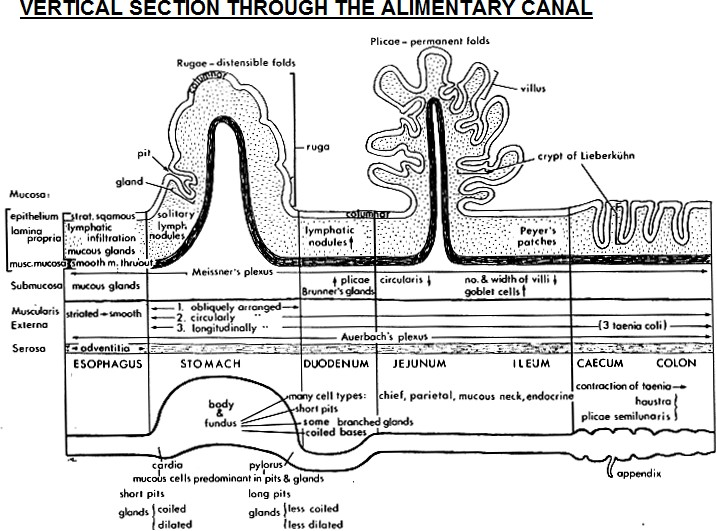 VERTICAL SECTION THROUGH THE ALIMENTARY CANAL
Plicae - permanent folds
Rugae - distensible folds
columnar
villus
pit
ruga
crypt of Lieberkühn
gland
Mucosa:
epithelium
strat. squamous
solitary
columnar
lamina
propria
lymphatic
infiltration
lymph.
nodules
lymphatic
nodules↑
Peyer's
patches
mucous glands
musc. mucosa
smooth m. thruout
Meissner's plexus
Submucosa
mucous glands
↑ plicae
Brunner's glands
circularis ↓
no. & width of villi ↓
goblet cells ↑
Muscularis
Externa
striated → smooth
1. obliquely arranged
2. circularly "
3. longitudinally "
(3 taenia coli)
Auerbach's plexus
Serosa
adventitia
ESOPHAGUS STOMACH DUODENUM JEJUNUM ILEUM CAECUM COLON
body
&
fundus
many cell types: chief, parietal, mucous neck, endocrine
short pits
some branched glands
coiled bases
contraction of taenia →
haustra
plicae semilunaris
cardia
pylorus
appendix
mucous cells predominant in pits & glands
short pits
glands { coiled
dilated
long pits
glands { less coiled
less dilated